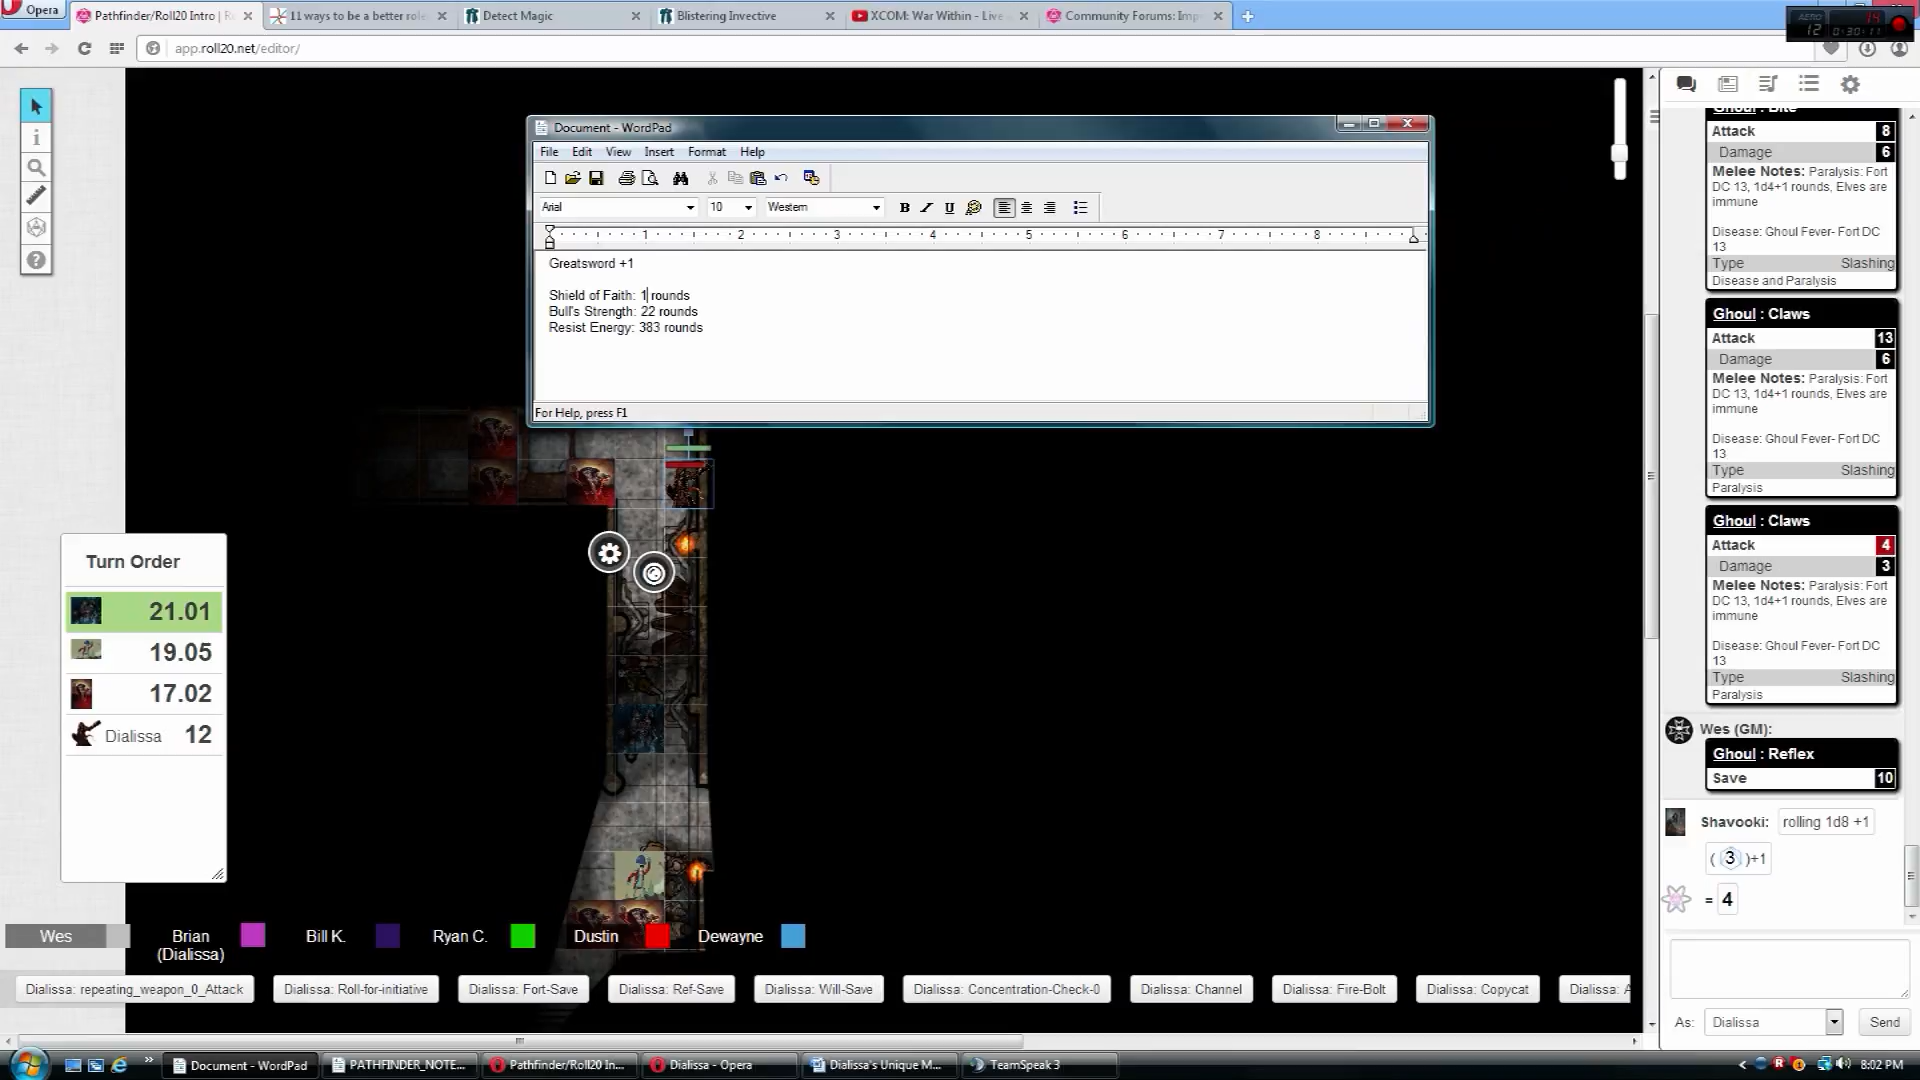 Opera
Pathfinder/Roll20 Intro | R
11 ways to be a better role
Detect Magic
Blistering Invective
XCOM: War Within - Live
Community Forums: Imp
app.roll20.net/editor/
Document - WordPad
File Edit View Insert Format Help
Arial 10 Western B I U
1 2 3 4 5 6 7 8
Greatsword +1
Shield of Faith: 1 rounds
Bull's Strength: 22 rounds
Resist Energy: 383 rounds
For Help, press F1
Turn Order
21.01
19.05
17.02
Dialissa 12
Ghoul : Bite
Attack 8
Damage 6
Melee Notes: Paralysis: Fort
DC 13, 1d4+1 rounds, Elves are
immune
Disease: Ghoul Fever- Fort DC
13
Type Slashing
Disease and Paralysis
Ghoul : Claws
Attack 13
Damage 6
Melee Notes: Paralysis: Fort
DC 13, 1d4+1 rounds, Elves are
immune
Disease: Ghoul Fever- Fort DC
13
Type Slashing
Paralysis
Ghoul : Claws
Attack 4
Damage 3
Melee Notes: Paralysis: Fort
DC 13, 1d4+1 rounds, Elves are
immune
Disease: Ghoul Fever- Fort DC
13
Type Slashing
Paralysis
Wes (GM):
Ghoul : Reflex
Save 10
Shavooki: rolling 1d8 +1
( 3 )+1
= 4
As: Dialissa Send
Wes
Brian
(Dialissa)
Bill K.
Ryan C.
Dustin
Dewayne
Dialissa: repeating_weapon_0_Attack
Dialissa: Roll-for-initiative
Dialissa: Fort-Save
Dialissa: Ref-Save
Dialissa: Will-Save
Dialissa: Concentration-Check-0
Dialissa: Channel
Dialissa: Fire-Bolt
Dialissa: Copycat
Dialissa:
Document - WordPad
PATHFINDER_NOTE...
Pathfinder/Roll20 In...
Dialissa - Opera
Dialissa's Unique M...
TeamSpeak 3
8:02 PM